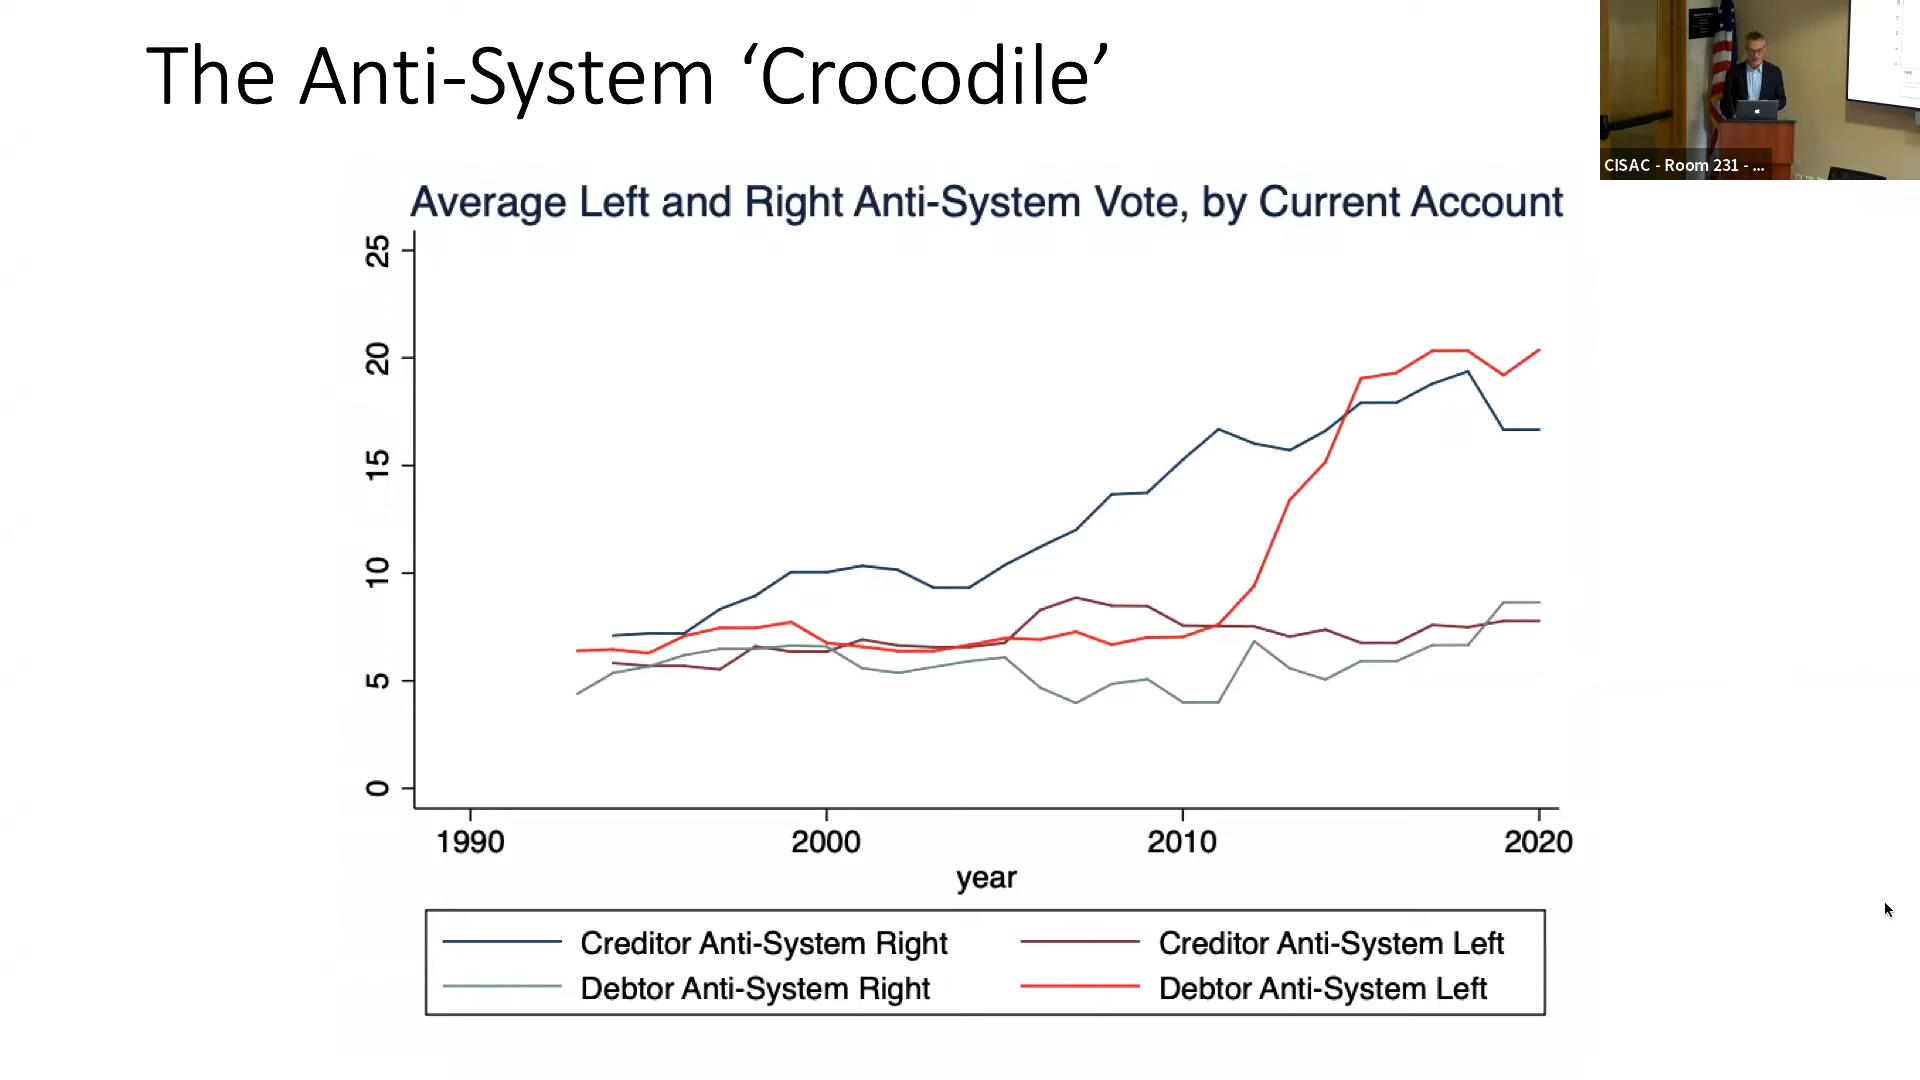 The Anti-System ‘Crocodile’
CISAC - Room 231 - ...
Average Left and Right Anti-System Vote, by Current Account
25
20
15
10
5
0
1990 2000 2010 2020
year
Creditor Anti-System Right Creditor Anti-System Left
Debtor Anti-System Right Debtor Anti-System Left